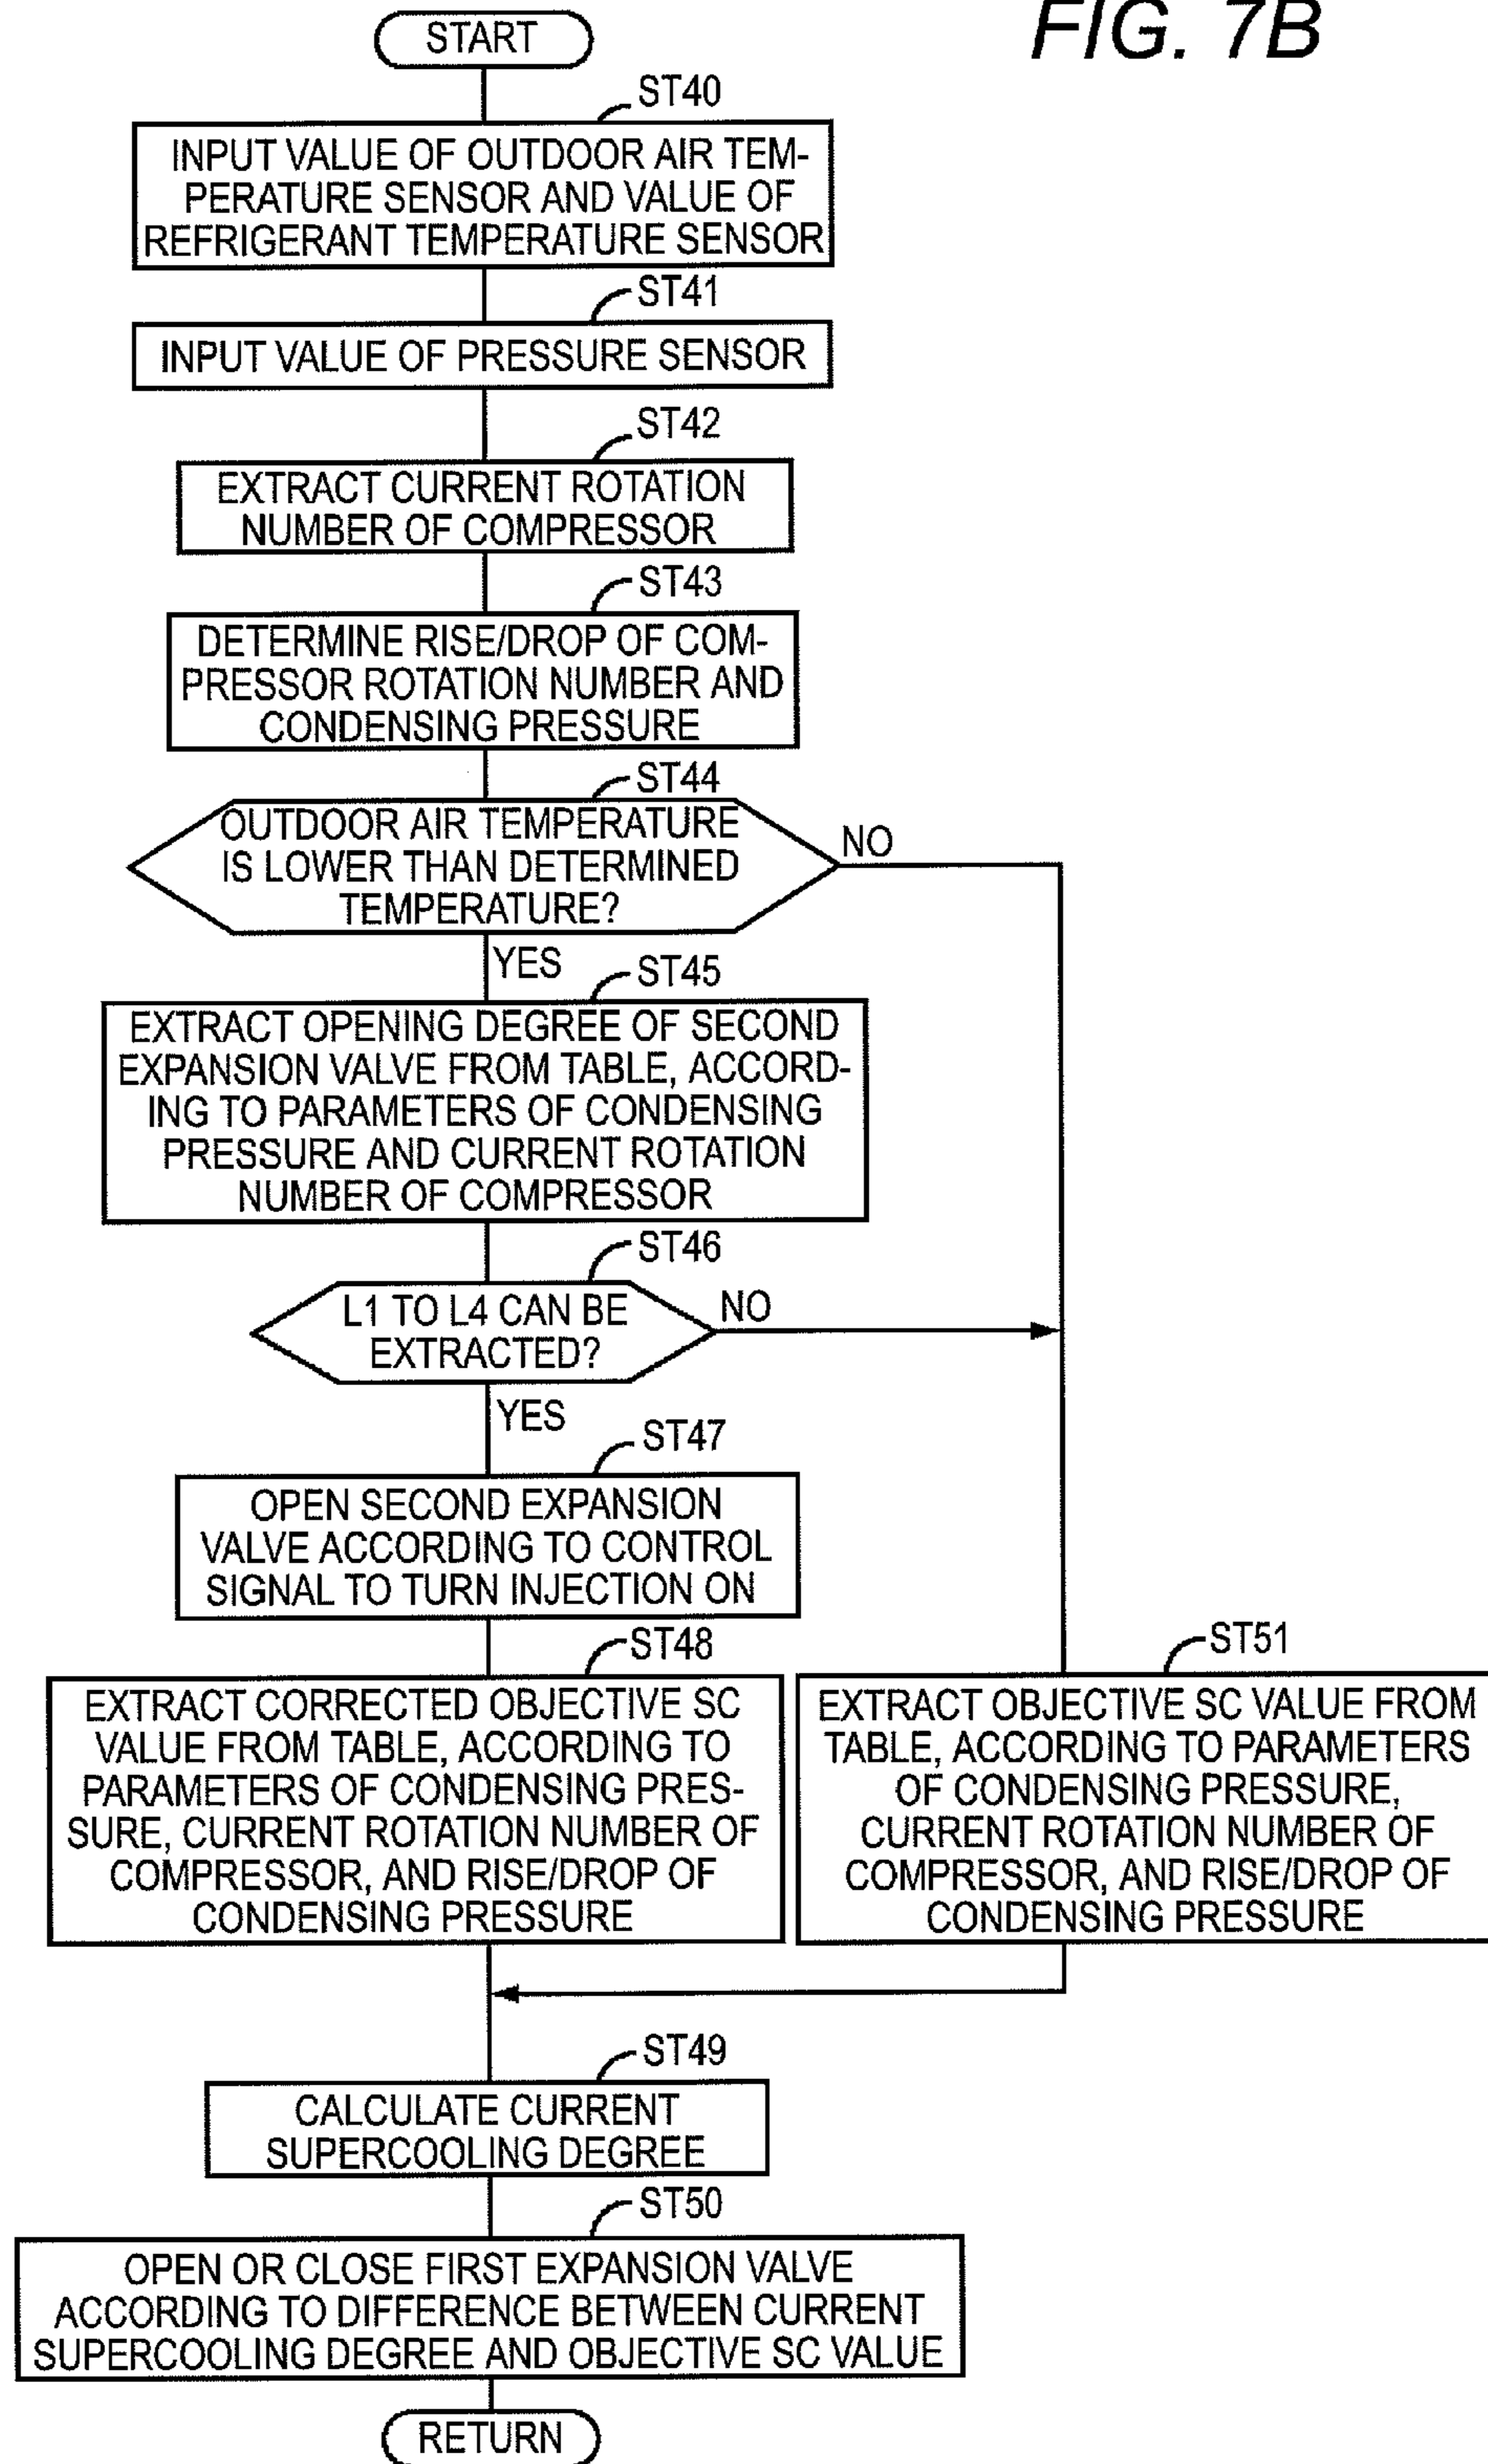 FIG. 7B
START
ST40
INPUT VALUE OF OUTDOOR AIR TEM-
PERATURE SENSOR AND VALUE OF
REFRIGERANT TEMPERATURE SENSOR
ST41
INPUT VALUE OF PRESSURE SENSOR
ST42
EXTRACT CURRENT ROTATION
NUMBER OF COMPRESSOR
ST43
DETERMINE RISE/DROP OF COM-
PRESSOR ROTATION NUMBER AND
CONDENSING PRESSURE
ST44
OUTDOOR AIR TEMPERATURE
IS LOWER THAN DETERMINED
TEMPERATURE?
NO
YES
ST45
EXTRACT OPENING DEGREE OF SECOND
EXPANSION VALVE FROM TABLE, ACCORD-
ING TO PARAMETERS OF CONDENSING
PRESSURE AND CURRENT ROTATION
NUMBER OF COMPRESSOR
ST46
L1 TO L4 CAN BE
EXTRACTED?
NO
YES
ST47
OPEN SECOND EXPANSION
VALVE ACCORDING TO CONTROL
SIGNAL TO TURN INJECTION ON
ST48
EXTRACT CORRECTED OBJECTIVE SC
VALUE FROM TABLE, ACCORDING TO
PARAMETERS OF CONDENSING PRES-
SURE, CURRENT ROTATION NUMBER OF
COMPRESSOR, AND RISE/DROP OF
CONDENSING PRESSURE
ST51
EXTRACT OBJECTIVE SC VALUE FROM
TABLE, ACCORDING TO PARAMETERS
OF CONDENSING PRESSURE,
CURRENT ROTATION NUMBER OF
COMPRESSOR, AND RISE/DROP OF
CONDENSING PRESSURE
ST49
CALCULATE CURRENT
SUPERCOOLING DEGREE
ST50
OPEN OR CLOSE FIRST EXPANSION VALVE
ACCORDING TO DIFFERENCE BETWEEN CURRENT
SUPERCOOLING DEGREE AND OBJECTIVE SC VALUE
RETURN